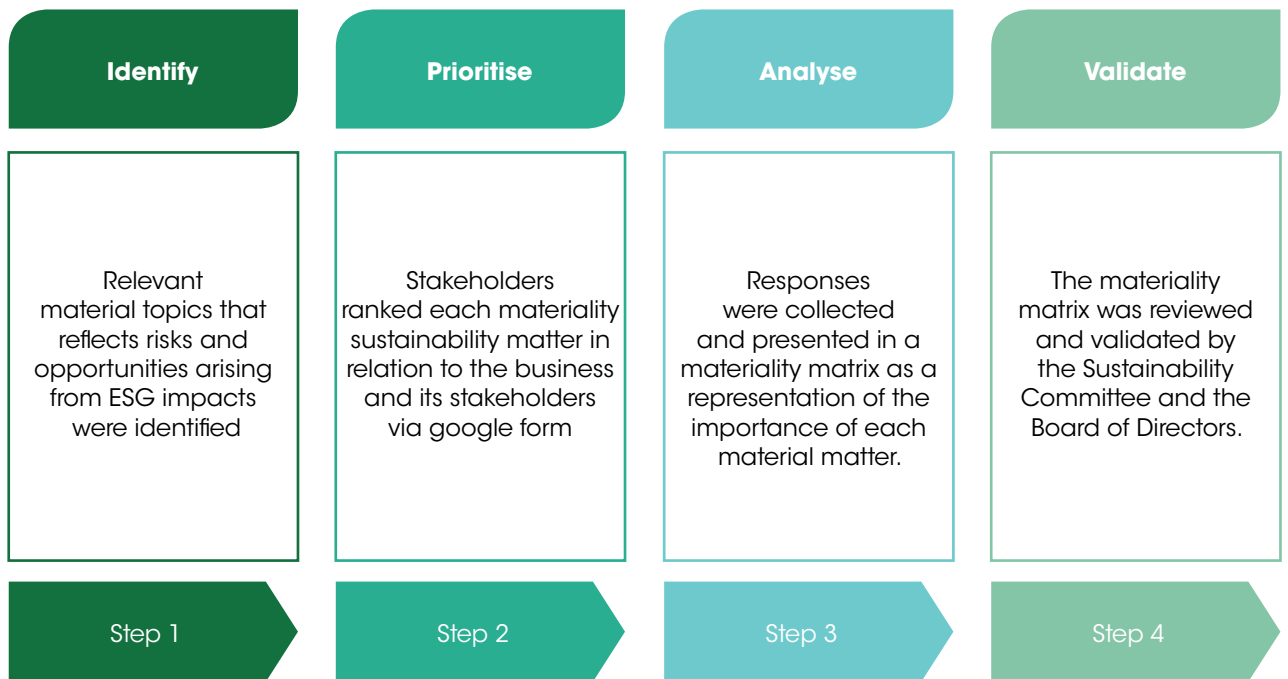 Identify
Relevant
material topics that
reflects risks and
opportunities arising
from ESG impacts
were identified
Step 1
Prioritise
Stakeholders
ranked each materiality
sustainability matter in
relation to the business
and its stakeholders
via google form
Step 2
Analyse
Responses
were collected
and presented in a
materiality matrix as a
representation of the
importance of each
material matter.
Step 3
Validate
The materiality
matrix was reviewed
and validated by
the Sustainability
Committee and the
Board of Directors.
Step 4